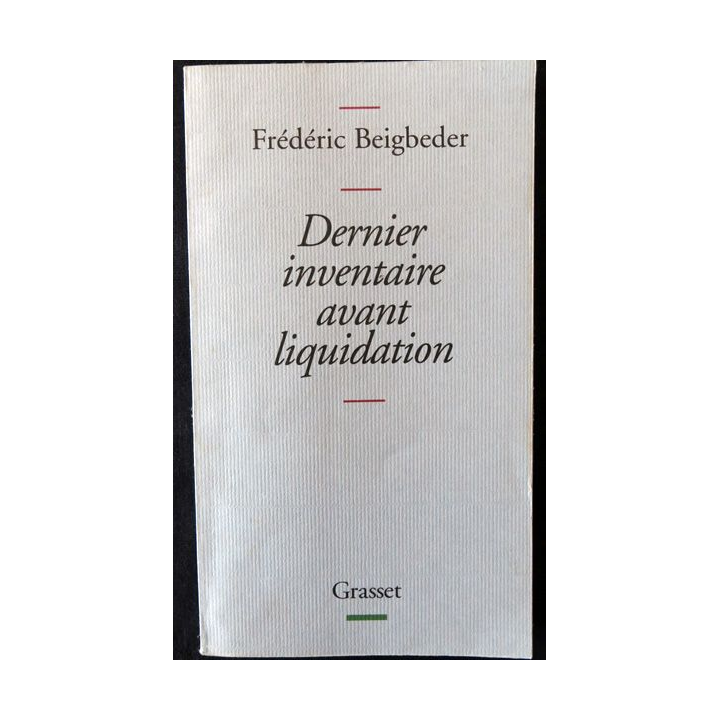 Frédéric Beigbeder
Dernier
inventaire
avant
liquidation
Grasset